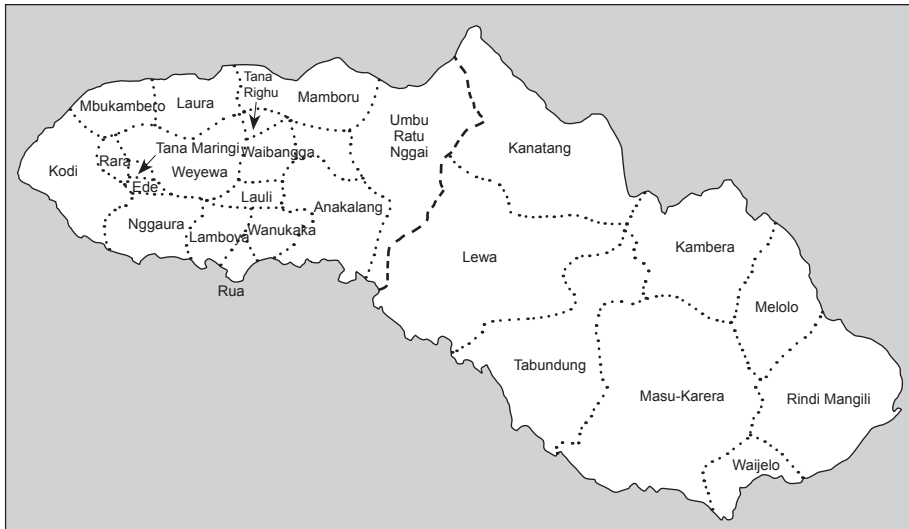 Tana
Righu
Mbukambero
Laura
Mamboru
Umbu
Ratu
Nggai
Kanatang
Kodi
Rara
Tana Maringi
Waibangga
Weyewa
Ede
Lauli
Anakalang
Nggaura
Lamboya
Wanukaka
Rua
Lewa
Kambera
Melolo
Tabundung
Masu-Karera
Rindi Mangili
Waijelo